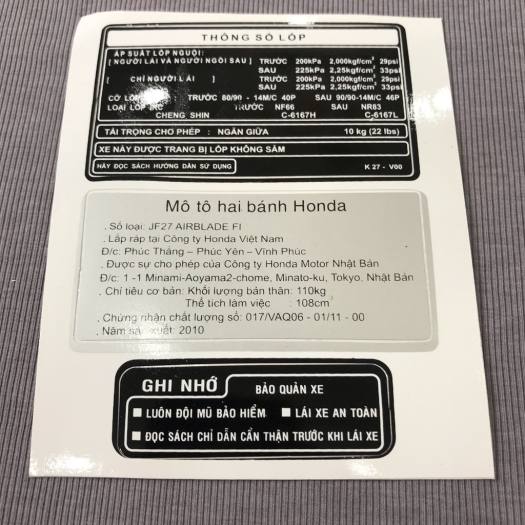 THÔNG SỐ LỐP
ÁP SUẤT LỐP NGUỘI:
[ NGƯỜI LÁI VÀ NGƯỜI NGỒI SAU ] TRƯỚC 200kPa 2,000kgf/cm² 29psi
SAU 225kPa 2,25kgf/cm² 33psi
[ CHỈ NGƯỜI LÁI ] TRƯỚC 200kPa 2,000kgf/cm² 29psi
SAU 225kPa 2,25kgf/cm² 33psi
CỠ LỐP TRƯỚC 80/90 - 14M/C 40P SAU 90/90-14M/C 46P
LOẠI LỐP TRƯỚC NF66 SAU NR83
CHENG SHIN C-6167H C-6167L
TẢI TRỌNG CHO PHÉP : NGĂN GIỮA 10 kg (22 lbs)
XE NÀY ĐƯỢC TRANG BỊ LỐP KHÔNG SĂM
HÃY ĐỌC SÁCH HƯỚNG DẪN SỬ DỤNG K 27 - V00
Mô tô hai bánh Honda
. Số loại: JF27 AIRBLADE FI
. Lắp ráp tại Công ty Honda Việt Nam
Đ/c: Phúc Thắng – Phúc Yên – Vĩnh Phúc
. Được sự cho phép của Công ty Honda Motor Nhật Bản
Đ/c: 1 -1 Minami-Aoyama2-chome, Minato-ku, Tokyo, Nhật Bản
. Chỉ tiêu cơ bản: Khối lượng bản thân: 110kg
Thể tích làm việc : 108cm³
. Chứng nhận chất lượng số: 017/VAQ06 - 01/11 - 00
. Năm sản xuất: 2010
GHI NHỚ BẢO QUẢN XE
■ LUÔN ĐỘI MŨ BẢO HIỂM ■ LÁI XE AN TOÀN
■ ĐỌC SÁCH CHỈ DẪN CẨN THẬN TRƯỚC KHI LÁI XE